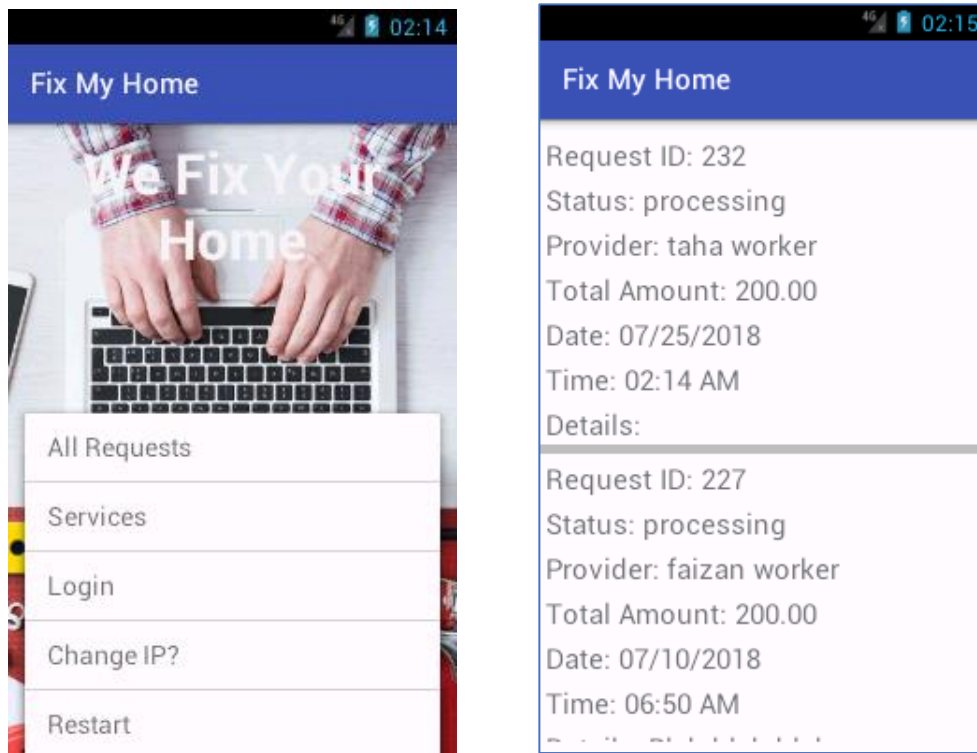 4G 02:14
Fix My Home
We Fix Your
Home
All Requests
Services
Login
Change IP?
Restart
4G 02:15
Fix My Home
Request ID: 232
Status: processing
Provider: taha worker
Total Amount: 200.00
Date: 07/25/2018
Time: 02:14 AM
Details:
Request ID: 227
Status: processing
Provider: faizan worker
Total Amount: 200.00
Date: 07/10/2018
Time: 06:50 AM